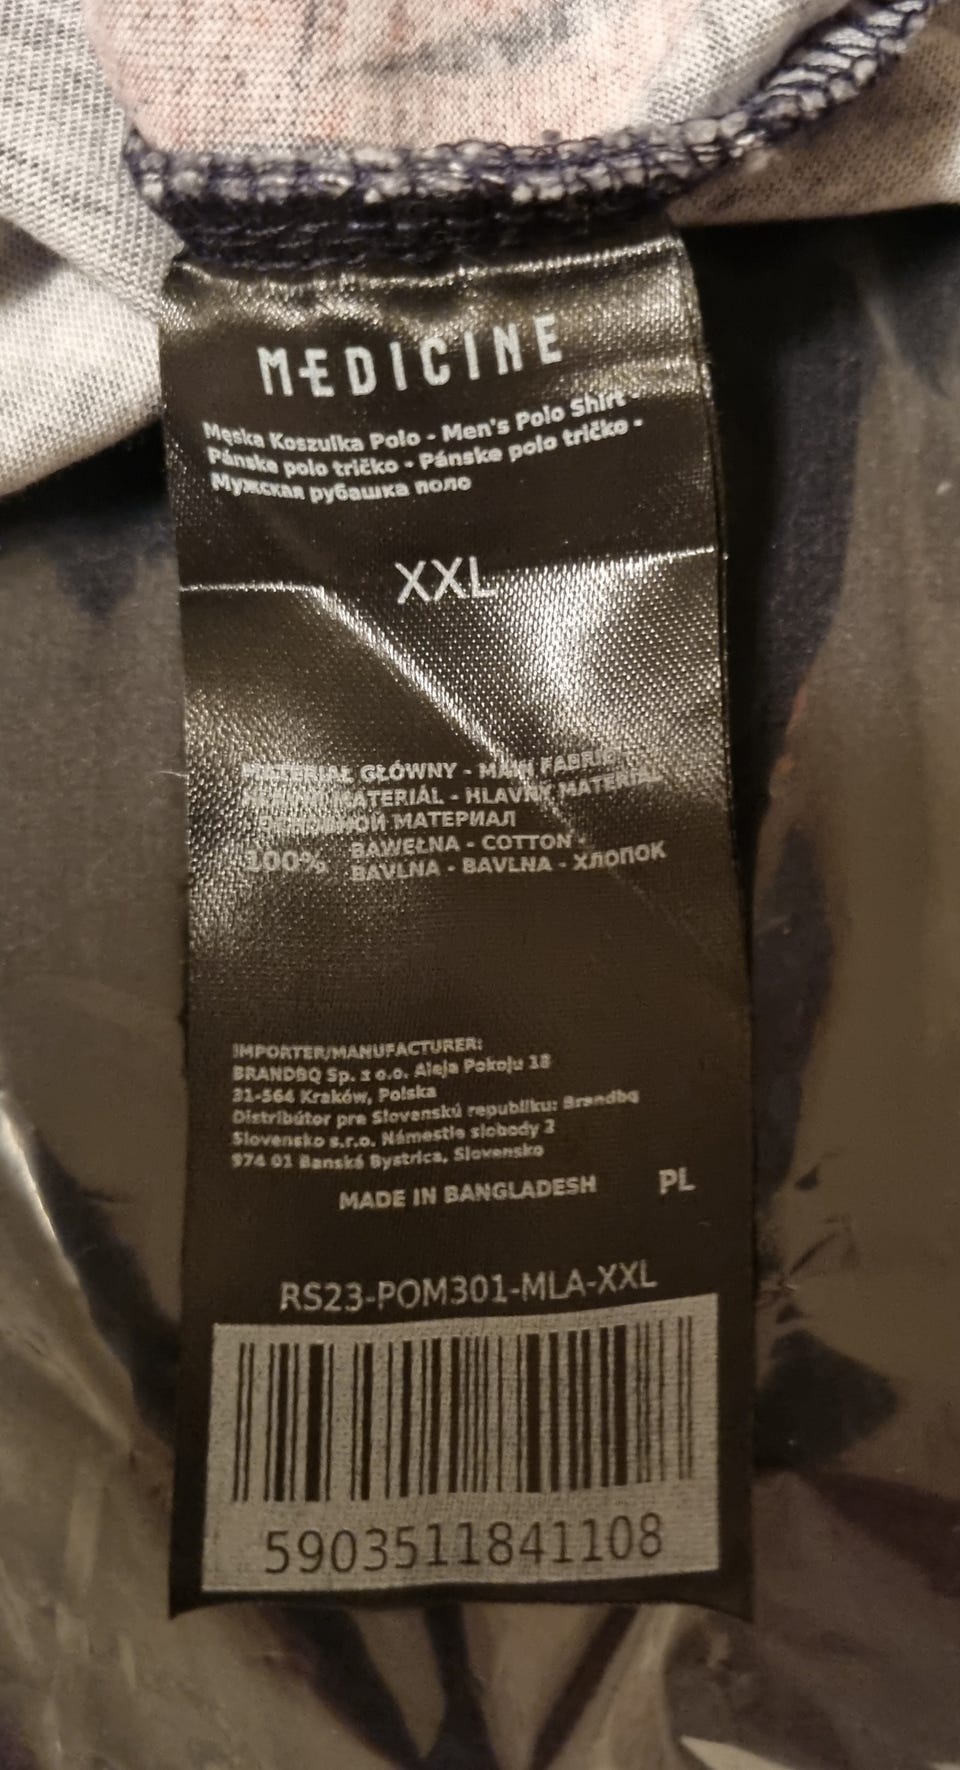 MEDICINE
Męska Koszulka Polo - Men's Polo Shirt -
Pánske polo tričko - Pánske polo tričko -
Мужская рубашка поло
XXL
MATERIAŁ GŁÓWNY - MAIN FABRIC -
HLAVNÍ MATERIÁL - HLAVNÝ MATERIÁL
ОСНОВНОЙ МАТЕРИАЛ
100% BAWEŁNA - COTTON -
BAVLNA - BAVLNA - ХЛОПОК
IMPORTER/MANUFACTURER:
BRANDBQ Sp. z o.o. Aleja Pokoju 18
31-564 Kraków, Polska
Distribútor pre Slovenskú republiku: Brandbq
Slovensko s.r.o. Námestie slobody 2
974 01 Banská Bystrica, Slovensko
MADE IN BANGLADESH PL
RS23-POM301-MLA-XXL
5903511841108